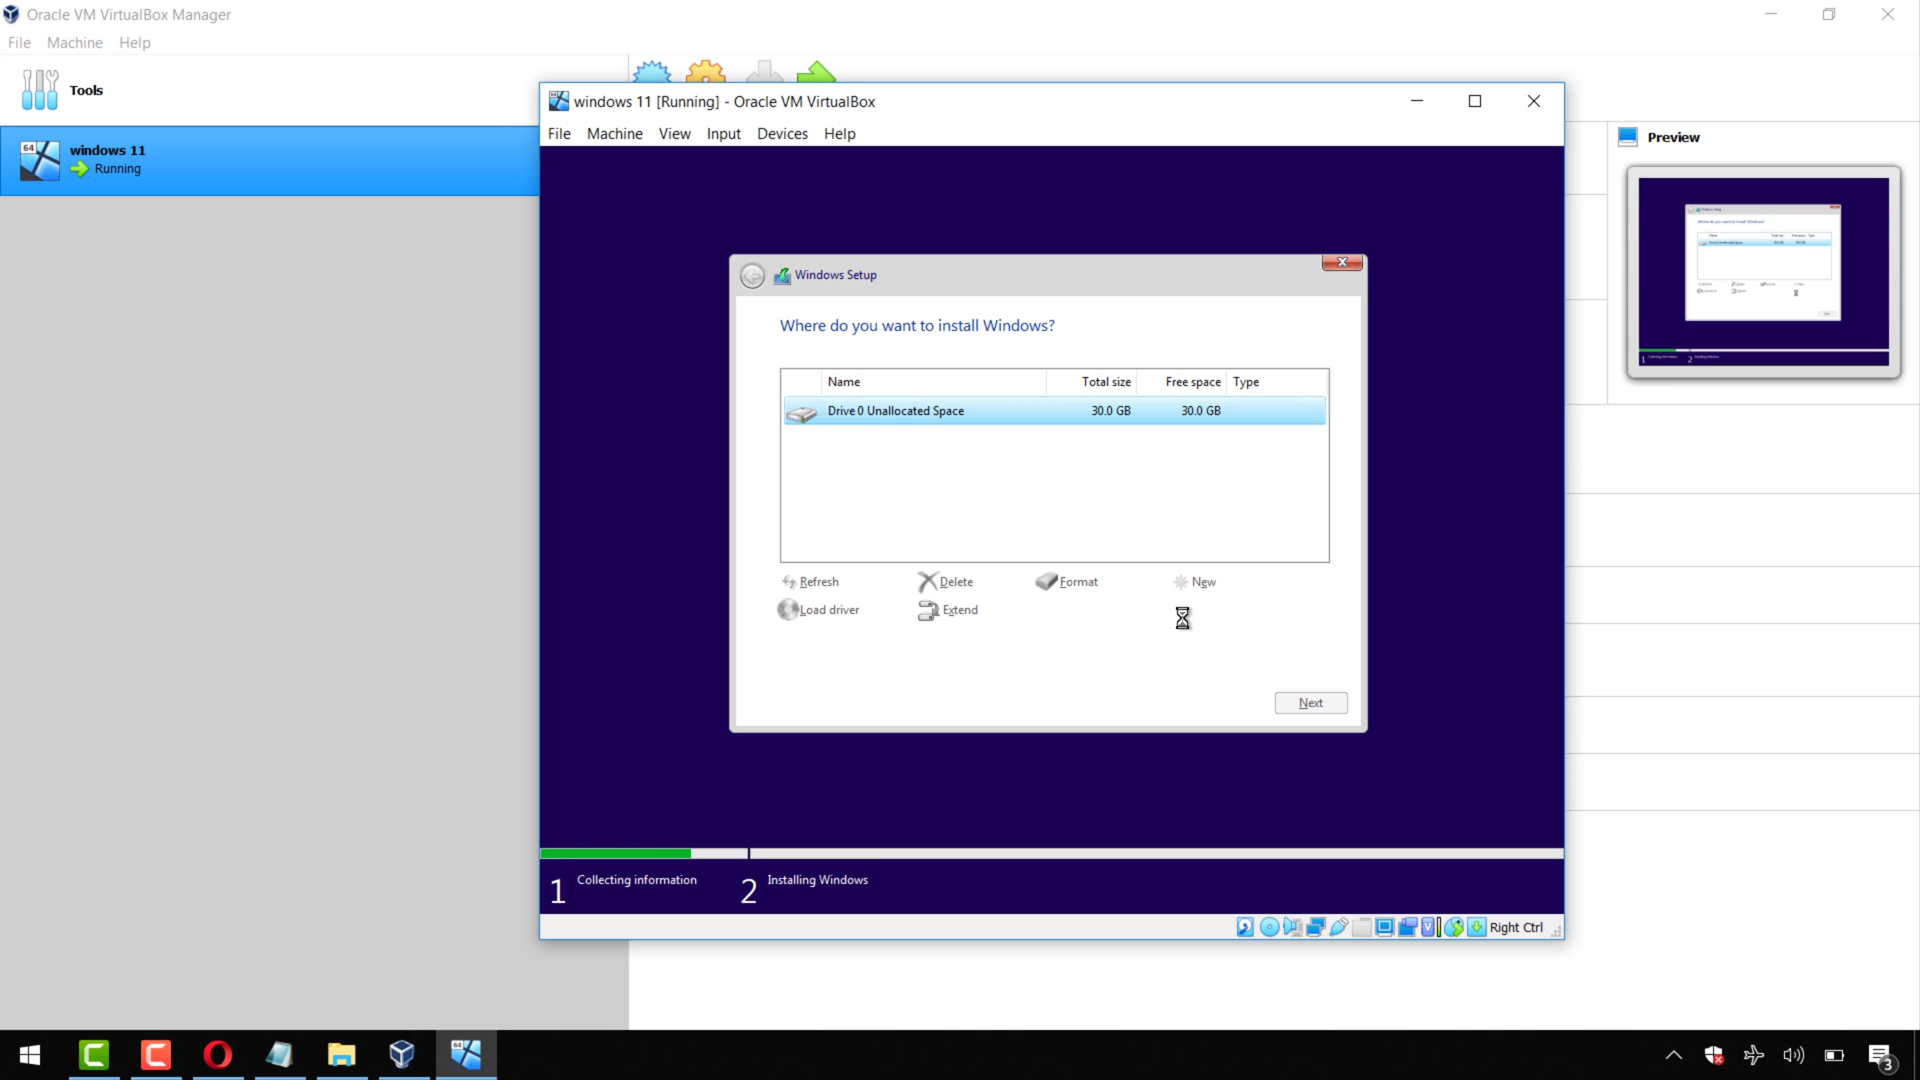 Oracle VM VirtualBox Manager
File Machine Help
Tools
64
windows 11
Running
windows 11 [Running] - Oracle VM VirtualBox
File Machine View Input Devices Help
Preview
Windows Setup
Where do you want to install Windows?
Name Total size Free space Type
Drive 0 Unallocated Space 30.0 GB 30.0 GB
Refresh Delete Format New
Load driver Extend
Next
1 Collecting information 2 Installing Windows
Right Ctrl
64
3